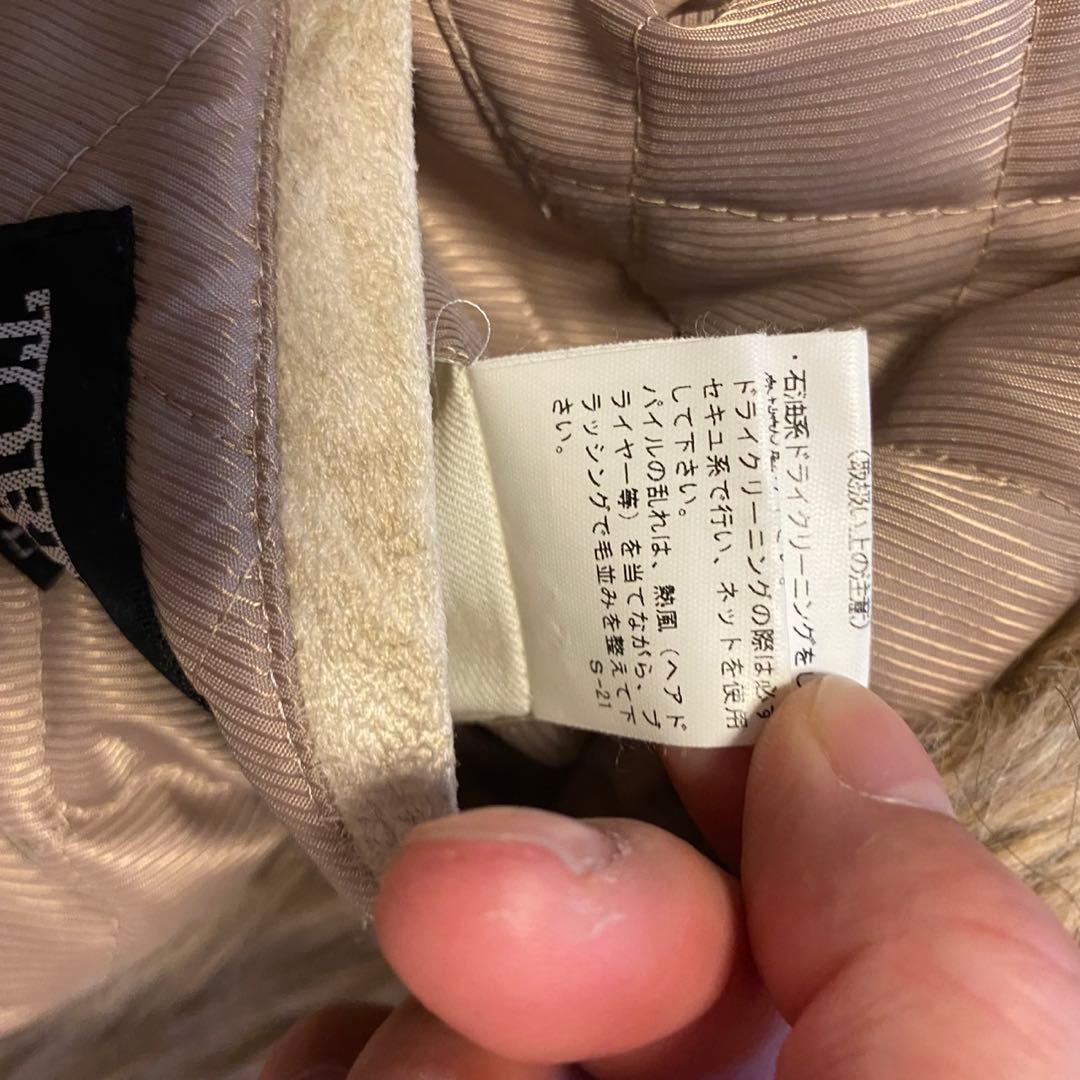 (取扱い上の注意)
・石油系ドライクリーニングをし
ドライクリーニングの際は必ず
セキュ系で行い、ネットを使用
して下さい。
パイルの乱れは、熱風(ヘアド
ライヤー等)を当てながら、ブ
ラッシングで毛並みを整えて下
さい。
S-21